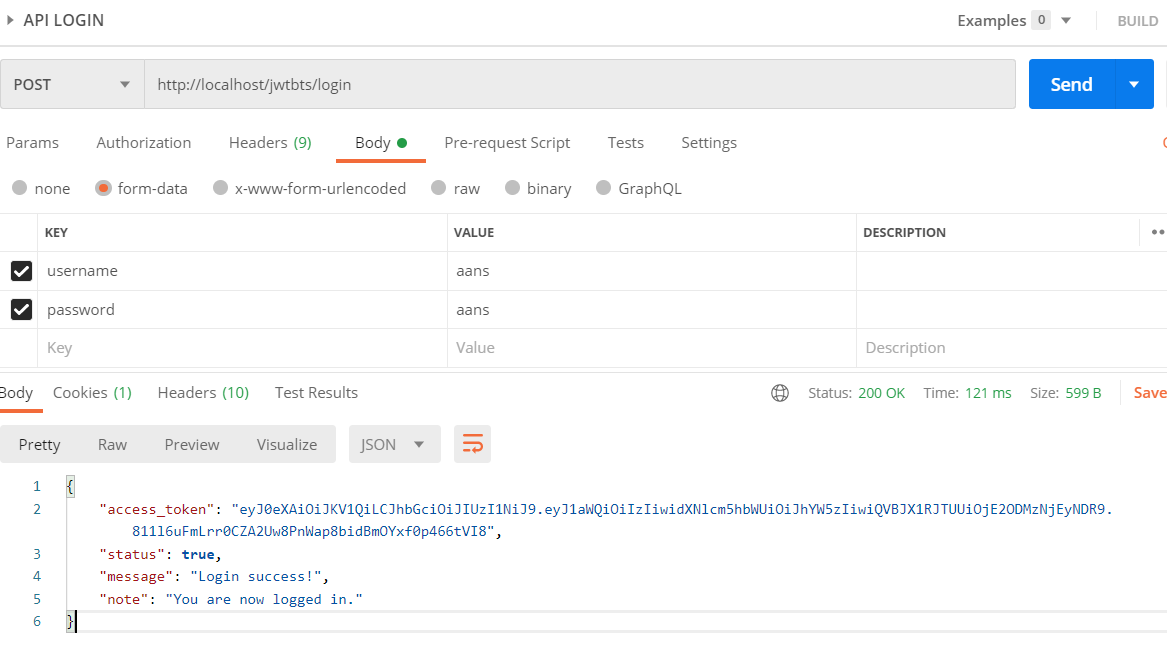 API LOGIN Examples 0 BUILD
POST http://localhost/jwtbts/login Send
Params Authorization Headers (9) Body Pre-request Script Tests Settings
none form-data x-www-form-urlencoded raw binary GraphQL
KEY VALUE DESCRIPTION
username aans
password aans
Key Value Description
Body Cookies (1) Headers (10) Test Results Status: 200 OK Time: 121 ms Size: 599 B Save
Pretty Raw Preview Visualize JSON
1 {
2 "access_token": "eyJ0eXAiOiJKV1QiLCJhbGciOiJIUzI1NiJ9.eyJ1aWQiOiIzIiwidXNlcm5hbWUiOiJhYW5zIiwiQVBJX1RJTUUiOjE2ODMzNjEyNDR9.
811l6uFmLrr0CZA2Uw8PnWap8bidBmOYxf0p466tVI8",
3 "status": true,
4 "message": "Login success!",
5 "note": "You are now logged in."
6 }